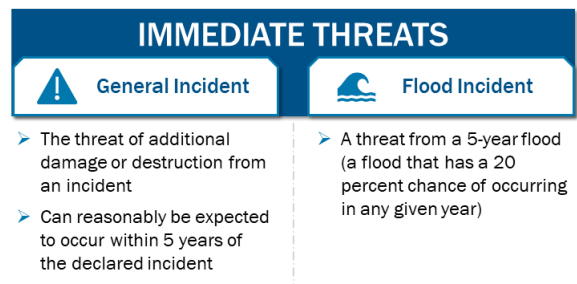 IMMEDIATE THREATS
General Incident
The threat of additional
damage or destruction from
an incident
Can reasonably be expected
to occur within 5 years of
the declared incident
Flood Incident
A threat from a 5-year flood
(a flood that has a 20
percent chance of occurring
in any given year)